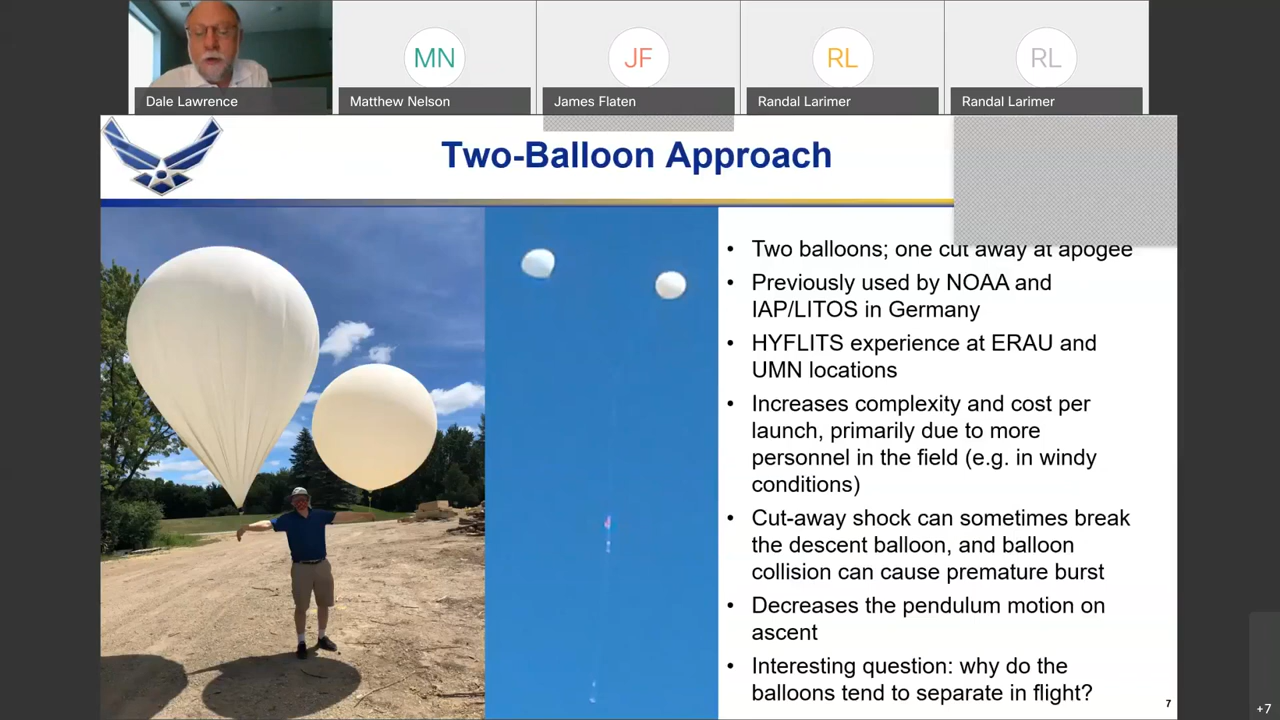 MN
JF
RL
RL
Dale Lawrence
Matthew Nelson
James Flaten
Randal Larimer
Randal Larimer
Two-Balloon Approach
• Two balloons; one cut away at apogee
• Previously used by NOAA and
IAP/LITOS in Germany
• HYFLITS experience at ERAU and
UMN locations
• Increases complexity and cost per
launch, primarily due to more
personnel in the field (e.g. in windy
conditions)
• Cut-away shock can sometimes break
the descent balloon, and balloon
collision can cause premature burst
• Decreases the pendulum motion on
ascent
• Interesting question: why do the
balloons tend to separate in flight?
7
+7